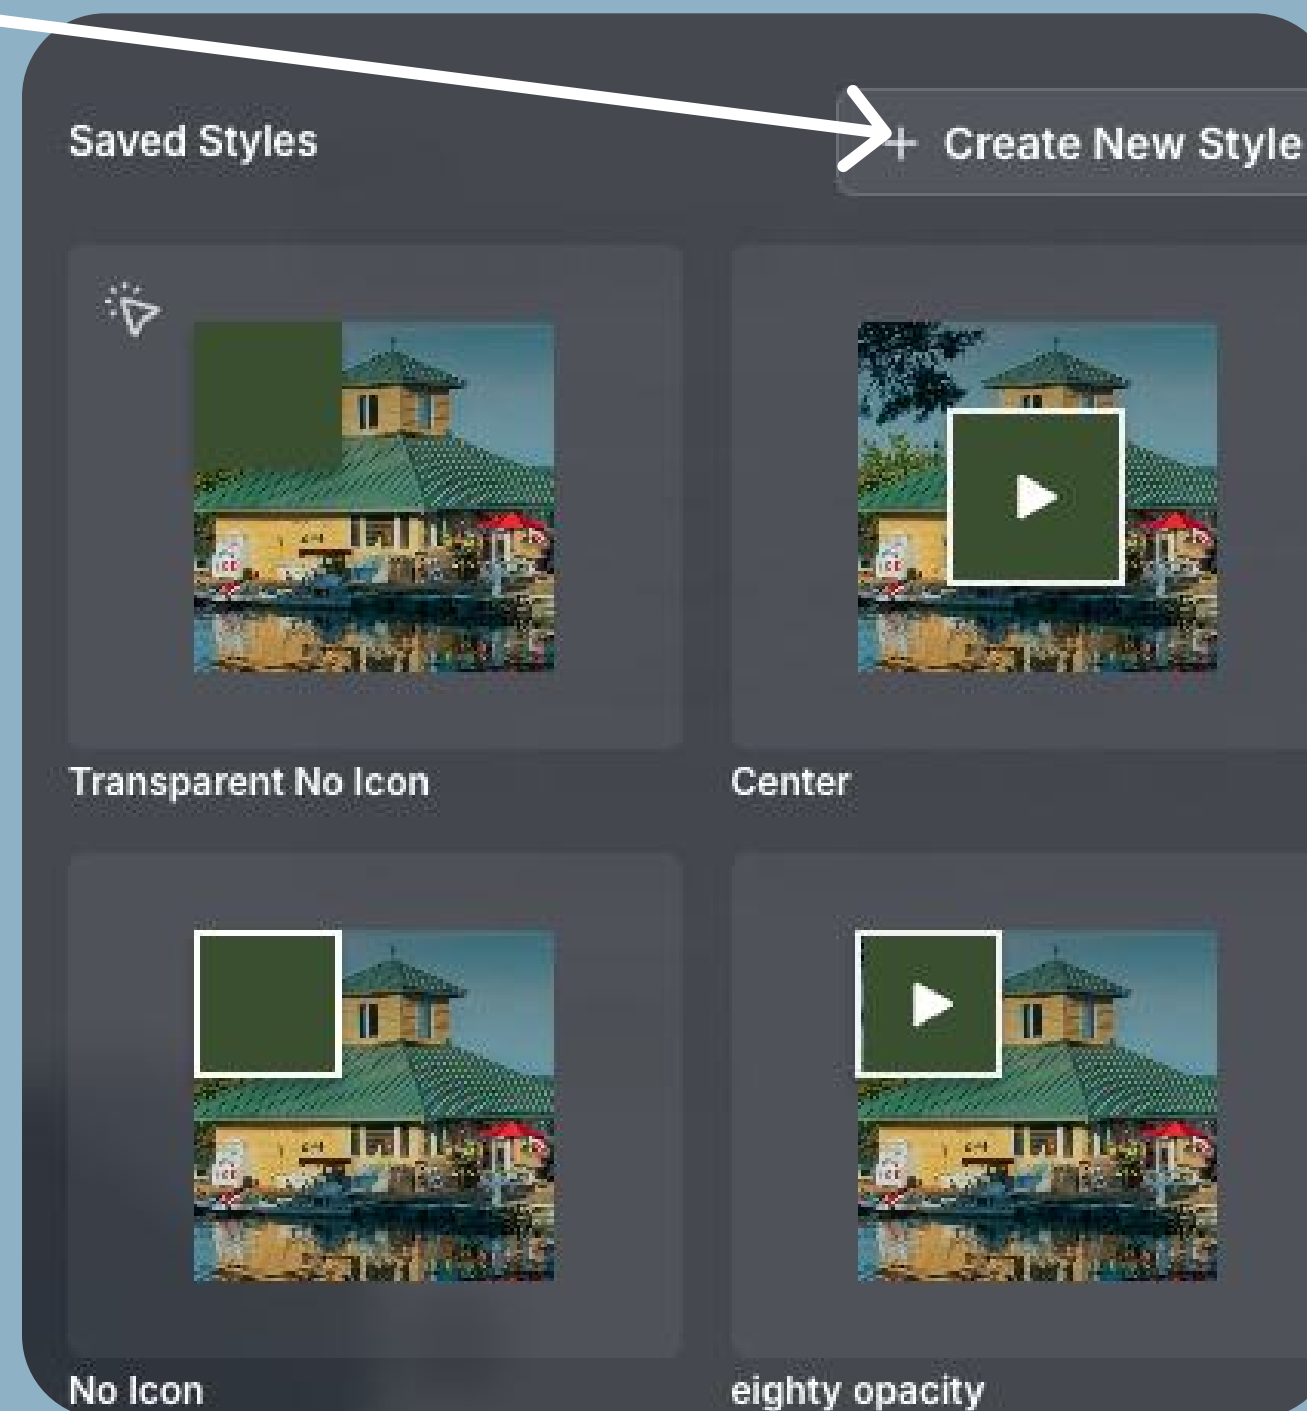 Saved Styles
+ Create New Style
Transparent No Icon
Center
No Icon
eighty opacity